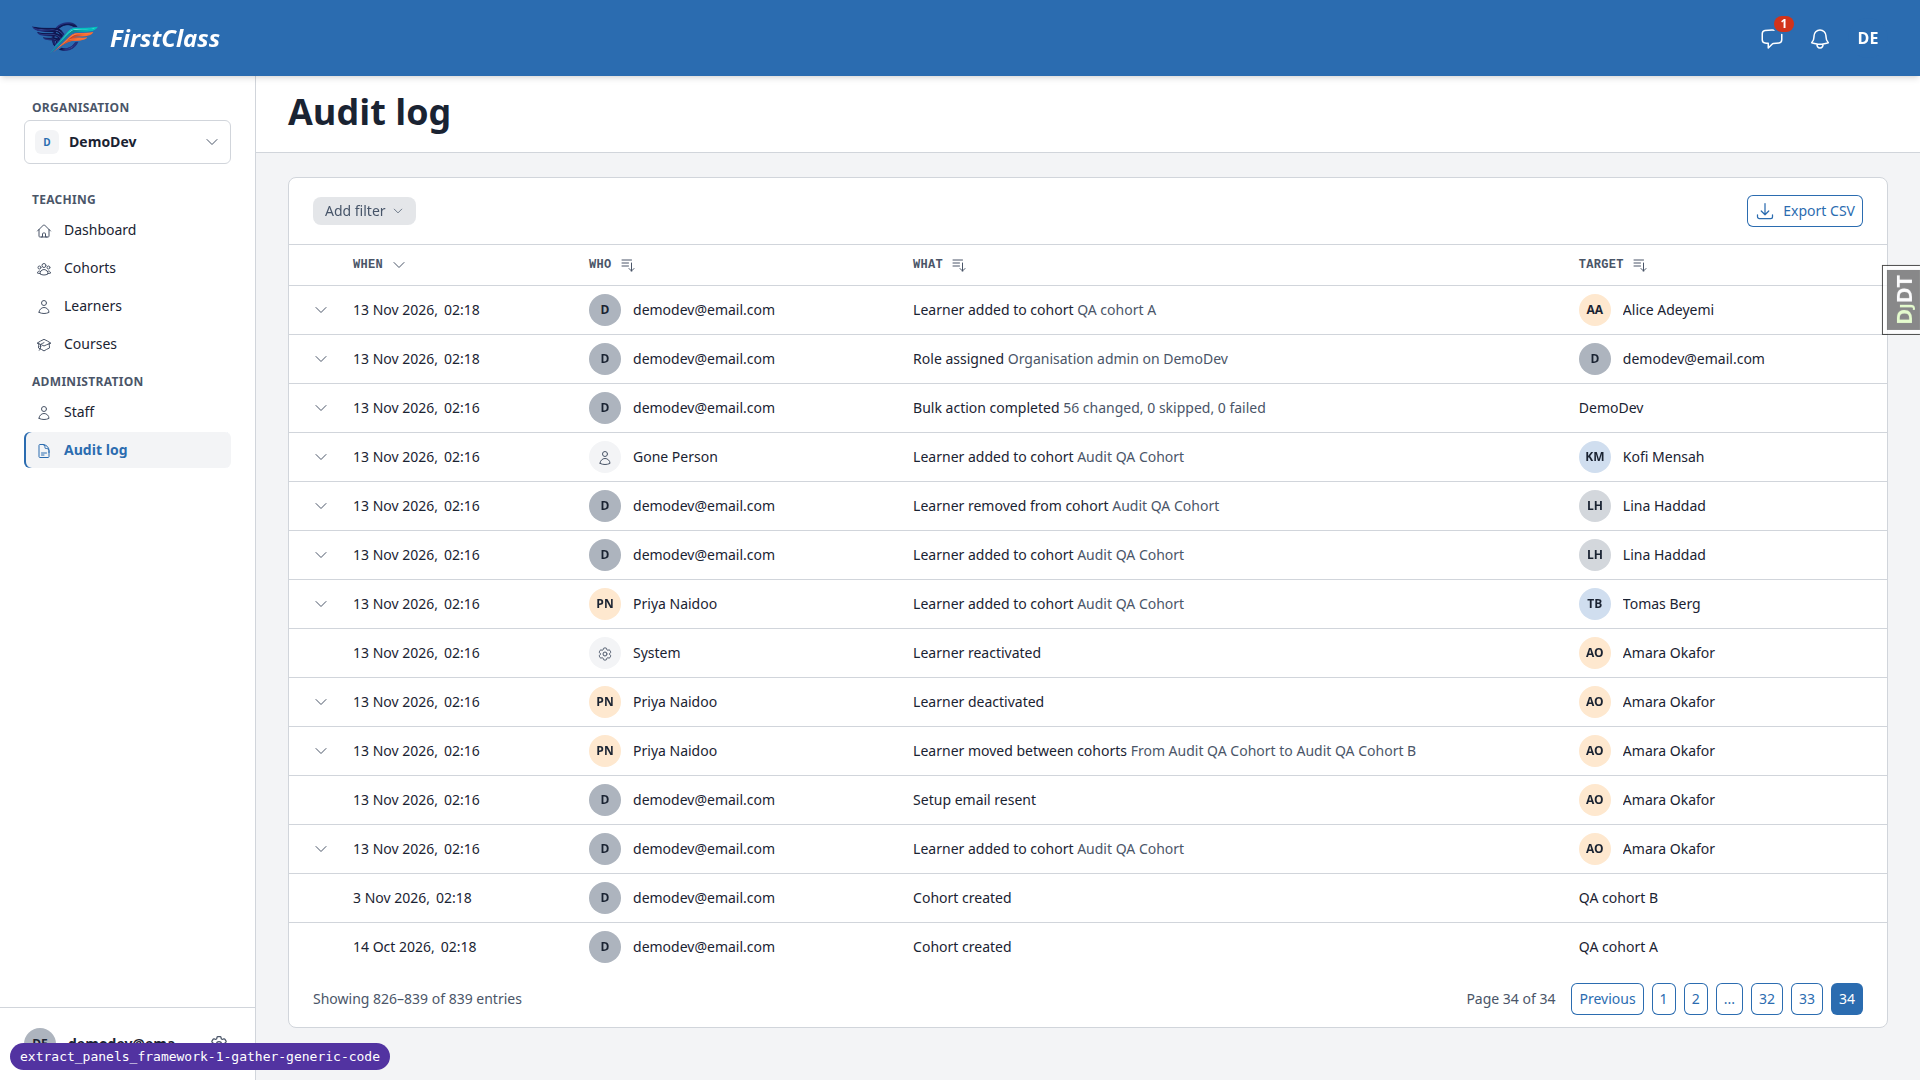 FirstClass
1
DE
ORGANISATION
D DemoDev
TEACHING
Dashboard
Cohorts
Learners
Courses
ADMINISTRATION
Staff
Audit log
Audit log
Add filter
Export CSV
WHEN WHO WHAT TARGET
13 Nov 2026, 02:18 D demodev@email.com Learner added to cohort QA cohort A AA Alice Adeyemi
13 Nov 2026, 02:18 D demodev@email.com Role assigned Organisation admin on DemoDev D demodev@email.com
13 Nov 2026, 02:16 D demodev@email.com Bulk action completed 56 changed, 0 skipped, 0 failed DemoDev
13 Nov 2026, 02:16 Gone Person Learner added to cohort Audit QA Cohort KM Kofi Mensah
13 Nov 2026, 02:16 D demodev@email.com Learner removed from cohort Audit QA Cohort LH Lina Haddad
13 Nov 2026, 02:16 D demodev@email.com Learner added to cohort Audit QA Cohort LH Lina Haddad
13 Nov 2026, 02:16 PN Priya Naidoo Learner added to cohort Audit QA Cohort TB Tomas Berg
13 Nov 2026, 02:16 System Learner reactivated AO Amara Okafor
13 Nov 2026, 02:16 PN Priya Naidoo Learner deactivated AO Amara Okafor
13 Nov 2026, 02:16 PN Priya Naidoo Learner moved between cohorts From Audit QA Cohort to Audit QA Cohort B AO Amara Okafor
13 Nov 2026, 02:16 D demodev@email.com Setup email resent AO Amara Okafor
13 Nov 2026, 02:16 D demodev@email.com Learner added to cohort Audit QA Cohort AO Amara Okafor
3 Nov 2026, 02:18 D demodev@email.com Cohort created QA cohort B
14 Oct 2026, 02:18 D demodev@email.com Cohort created QA cohort A
Showing 826–839 of 839 entries
Page 34 of 34 Previous 1 2 … 32 33 34
DjDT
DE demodev@ema...
extract_panels_framework-1-gather-generic-code